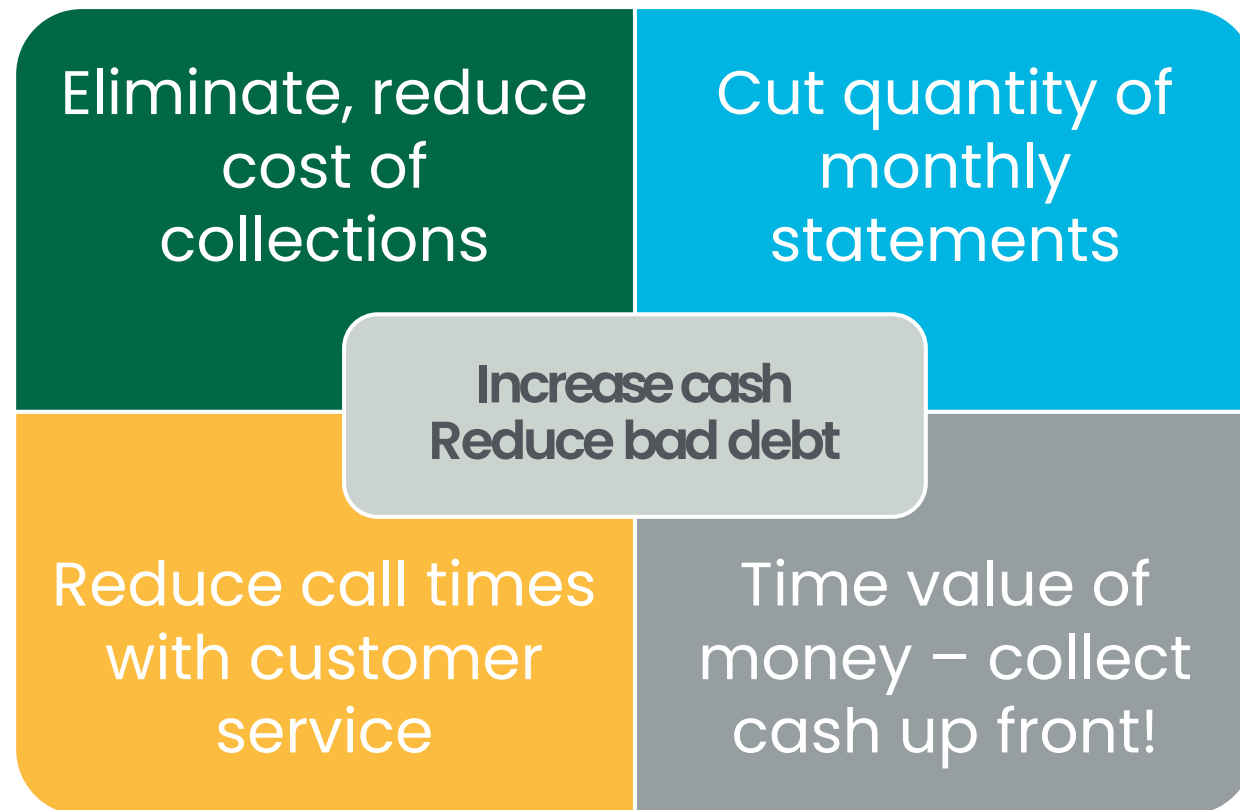 Eliminate, reduce
cost of
collections
Cut quantity of
monthly
statements
Increase cash
Reduce bad debt
Reduce call times
with customer
service
Time value of
money – collect
cash up front!